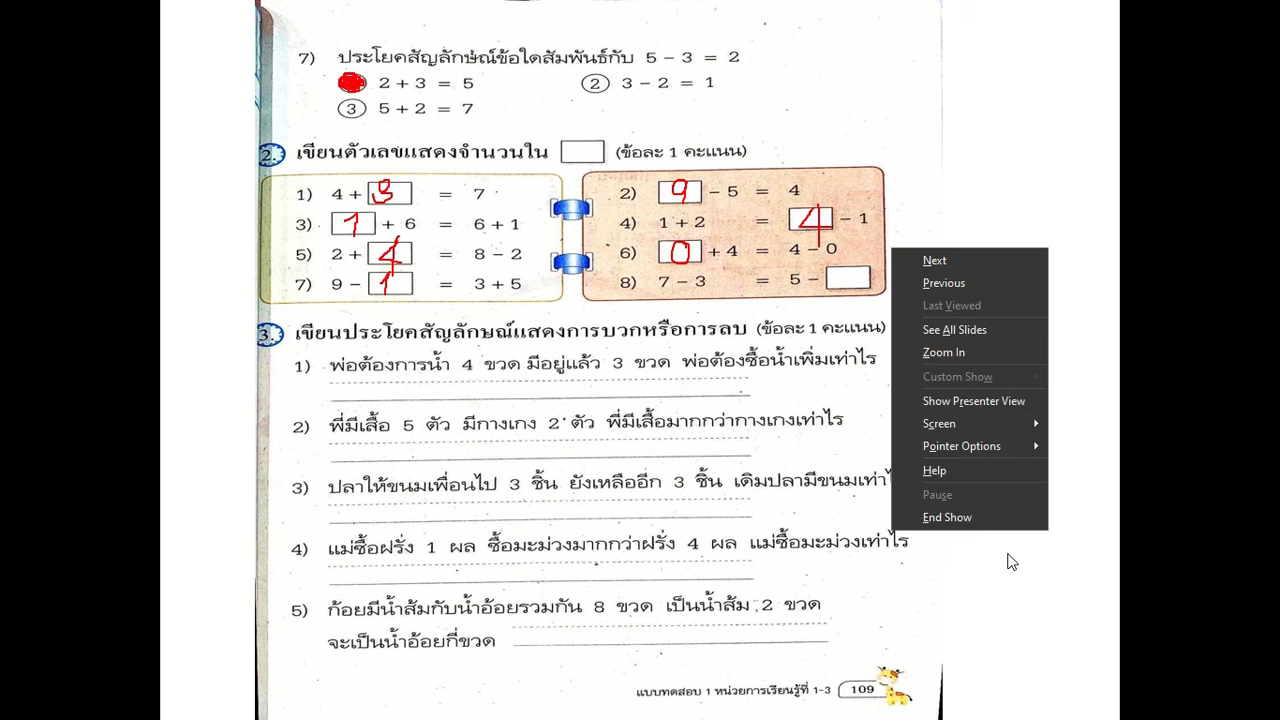 7) ประโยคสัญลักษณ์ข้อใดสัมพันธ์กับ 5 – 3 = 2
2 + 3 = 5 ② 3 – 2 = 1
③ 5 + 2 = 7
2. เขียนตัวเลขแสดงจำนวนใน (ข้อละ 1 คะแนน)
1) 4 + 3 = 7 2) 9 – 5 = 4
3) 1 + 6 = 6 + 1 4) 1 + 2 = 4 – 1
5) 2 + 4 = 8 – 2 6) 0 + 4 = 4 – 0
7) 9 – 1 = 3 + 5 8) 7 – 3 = 5 –
3. เขียนประโยคสัญลักษณ์แสดงการบวกหรือการลบ (ข้อละ 1 คะแนน)
1) พ่อต้องการน้ำ 4 ขวด มีอยู่แล้ว 3 ขวด พ่อต้องซื้อน้ำเพิ่มเท่าไร
2) พี่มีเสื้อ 5 ตัว มีกางเกง 2 ตัว พี่มีเสื้อมากกว่ากางเกงเท่าไร
3) ปลาให้ขนมเพื่อนไป 3 ชิ้น ยังเหลืออีก 3 ชิ้น เดิมปลามีขนมเท่า
4) แม่ซื้อฝรั่ง 1 ผล ซื้อมะม่วงมากกว่าฝรั่ง 4 ผล แม่ซื้อมะม่วงเท่าไร
5) ก้อยมีน้ำส้มกับน้ำอ้อยรวมกัน 8 ขวด เป็นน้ำส้ม 2 ขวด
จะเป็นน้ำอ้อยกี่ขวด
แบบทดสอบ 1 หน่วยการเรียนรู้ที่ 1-3 109
Next
Previous
Last Viewed
See All Slides
Zoom In
Custom Show
Show Presenter View
Screen
Pointer Options
Help
Pause
End Show